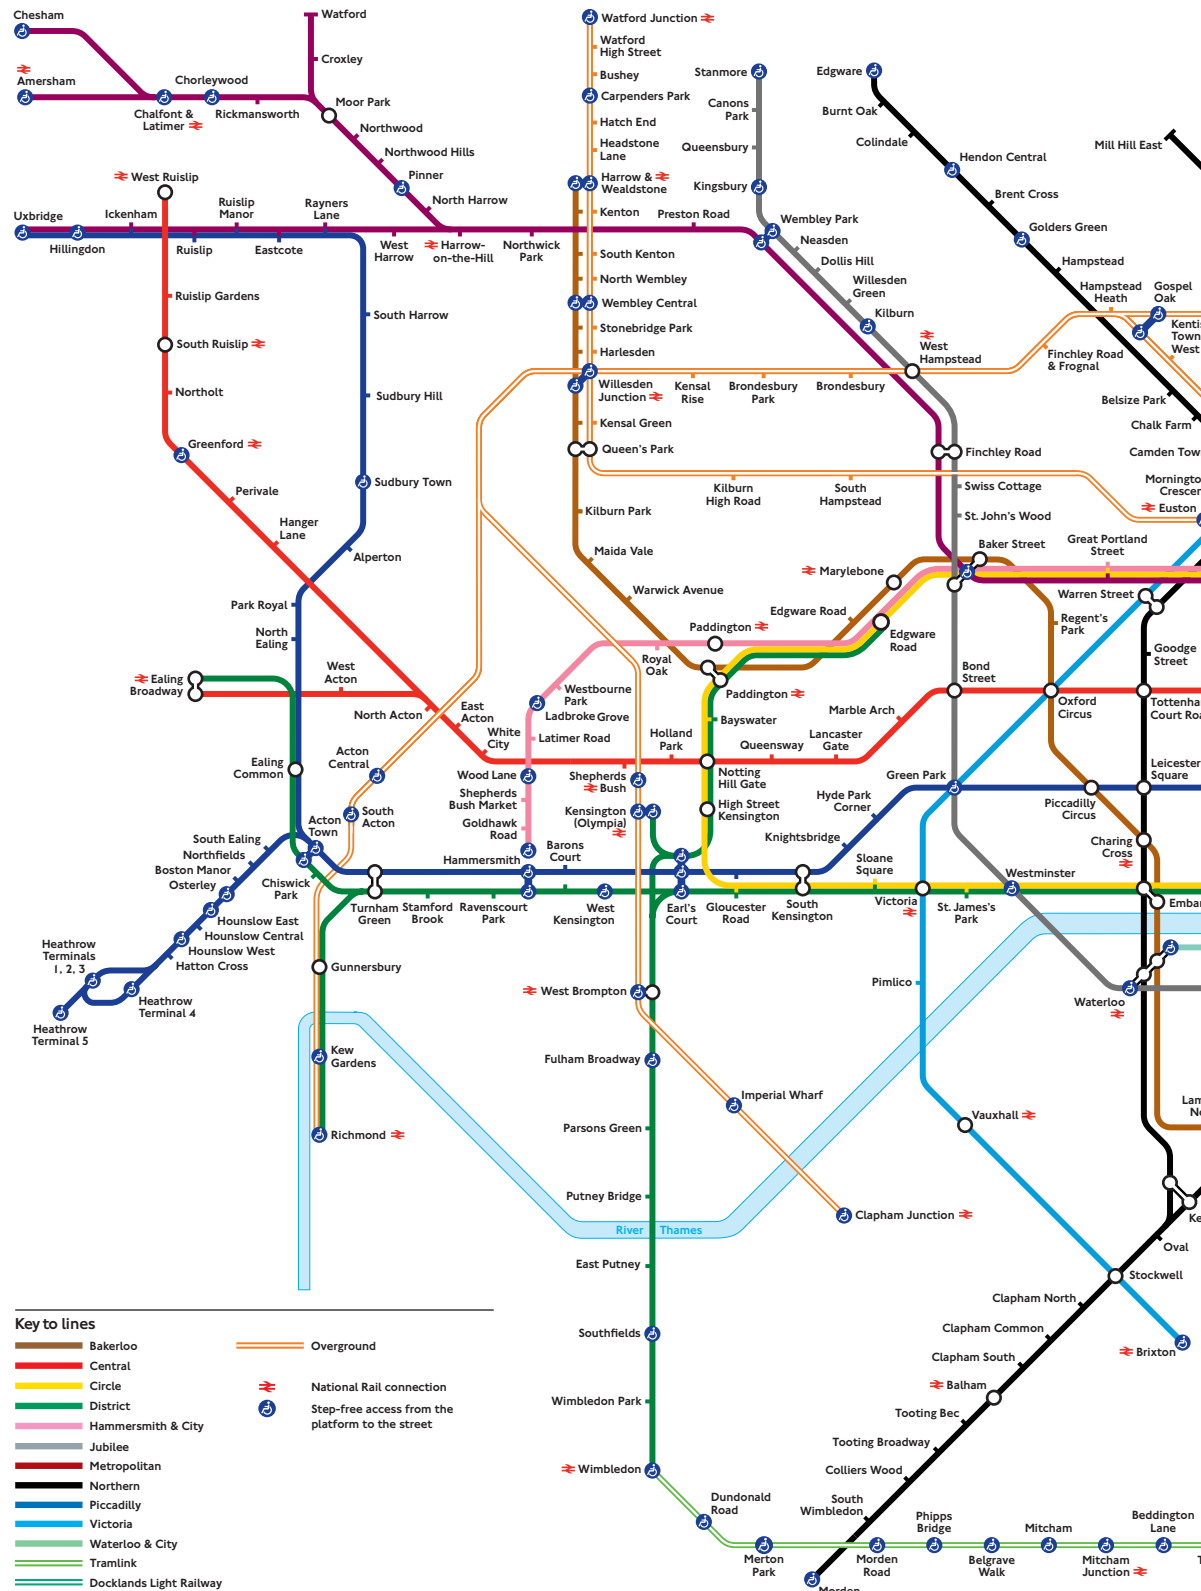 Chesham
Watford
Watford Junction
Croxley
Watford
High Street
Bushey
Stanmore
Edgware
Amersham
Chorleywood
Carpenders Park
Chalfont &
Latimer
Rickmansworth
Moor Park
Canons
Park
Burnt Oak
Northwood
Hatch End
Colindale
Mill Hill East
Northwood Hills
Headstone
Lane
Queensbury
Hendon Central
West Ruislip
Pinner
Harrow &
Wealdstone
Kingsbury
Brent Cross
Uxbridge
Ickenham
Ruislip
Manor
Rayners
Lane
North Harrow
Kenton
Preston Road
Wembley Park
Golders Green
Hillingdon
Ruislip
Eastcote
West
Harrow
Harrow-
on-the-Hill
Northwick
Park
South Kenton
Neasden
Dollis Hill
Hampstead
North Wembley
Willesden
Green
Hampstead
Heath
Gospel
Oak
Ruislip Gardens
Wembley Central
Kilburn
South Harrow
Stonebridge Park
Kentis
Town
West
South Ruislip
Harlesden
West
Hampstead
Finchley Road
& Frognal
Northolt
Sudbury Hill
Willesden
Junction
Kensal
Rise
Brondesbury
Park
Brondesbury
Belsize Park
Kensal Green
Chalk Farm
Greenford
Queen's Park
Finchley Road
Camden Tow
Perivale
Sudbury Town
Kilburn
High Road
South
Hampstead
Swiss Cottage
Morningto
Crescen
Euston
Hanger
Lane
Kilburn Park
St. John's Wood
Alperton
Maida Vale
Baker Street
Great Portland
Street
Marylebone
Warwick Avenue
Park Royal
Edgware Road
Warren Street
North
Ealing
Paddington
Edgware
Road
Regent's
Park
Royal
Oak
Goodge
Street
Ealing
Broadway
West
Acton
Westbourne
Park
Paddington
Bond
Street
North Acton
East
Acton
Ladbroke Grove
Bayswater
Marble Arch
Oxford
Circus
Tottenha
Court Roa
White
City
Latimer Road
Holland
Park
Queensway
Lancaster
Gate
Ealing
Common
Acton
Central
Wood Lane
Shepherds
Bush
Notting
Hill Gate
Green Park
Leicester
Square
Shepherds
Bush Market
Kensington
(Olympia)
High Street
Kensington
Hyde Park
Corner
Piccadilly
Circus
South
Acton
Goldhawk
Road
Acton
Town
South Ealing
Northfields
Boston Manor
Osterley
Hammersmith
Barons
Court
Knightsbridge
Charing
Cross
Sloane
Square
Westminster
Chiswick
Park
Turnham
Green
Stamford
Brook
Ravenscourt
Park
West
Kensington
Earl's
Court
Gloucester
Road
South
Kensington
Victoria
St. James's
Park
Embar
Hounslow East
Hounslow Central
Hounslow West
Hatton Cross
Heathrow
Terminals
1, 2, 3
Gunnersbury
Heathrow
Terminal 4
West Brompton
Pimlico
Waterloo
Heathrow
Terminal 5
Kew
Gardens
Fulham Broadway
Imperial Wharf
Richmond
Parsons Green
Vauxhall
Lam
No
Putney Bridge
Clapham Junction
Ke
River Thames
Oval
East Putney
Stockwell
Clapham North
Southfields
Clapham Common
Brixton
Clapham South
Balham
Wimbledon Park
Tooting Bec
Tooting Broadway
Wimbledon
Colliers Wood
Dundonald
Road
South
Wimbledon
Phipps
Bridge
Mitcham
Beddington
Lane
Merton
Park
Morden
Road
Belgrave
Walk
Mitcham
Junction
T
Morden
Key to lines
Bakerloo
Central
Circle
District
Hammersmith & City
Jubilee
Metropolitan
Northern
Piccadilly
Victoria
Waterloo & City
Tramlink
Docklands Light Railway
Overground
National Rail connection
Step-free access from the
platform to the street